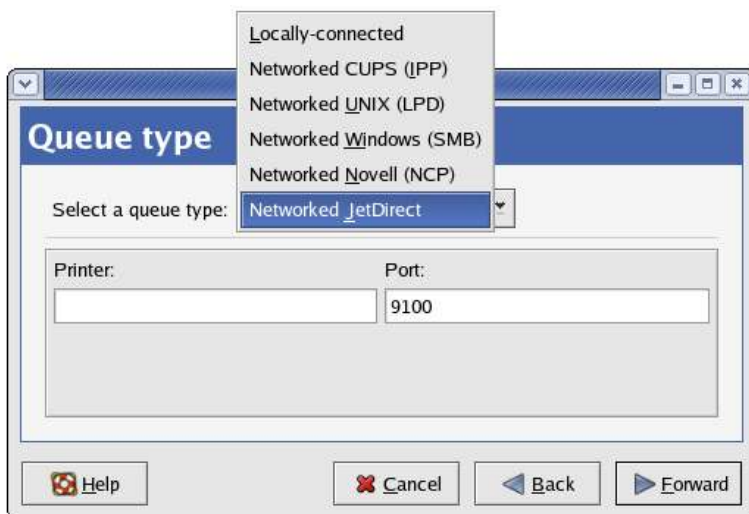 Locally-connected
Networked CUPS (IPP)
Networked UNIX (LPD)
Networked Windows (SMB)
Networked Novell (NCP)
Networked JetDirect
Queue type
Select a queue type:
Printer:
Port:
9100
Help
Cancel
Back
Forward